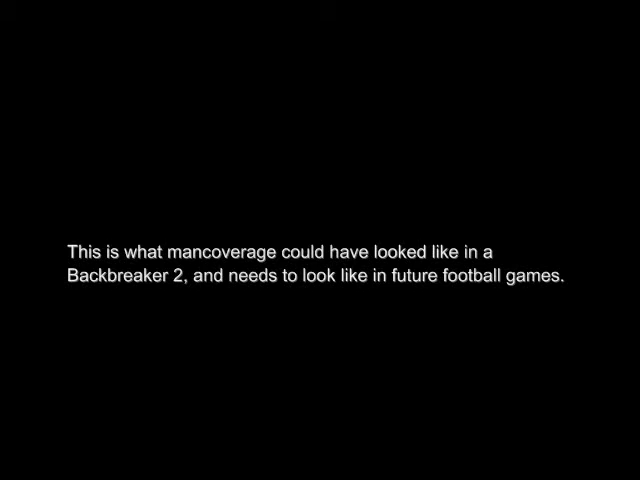 This is what mancoverage could have looked like in a
Backbreaker 2, and needs to look like in future football games.